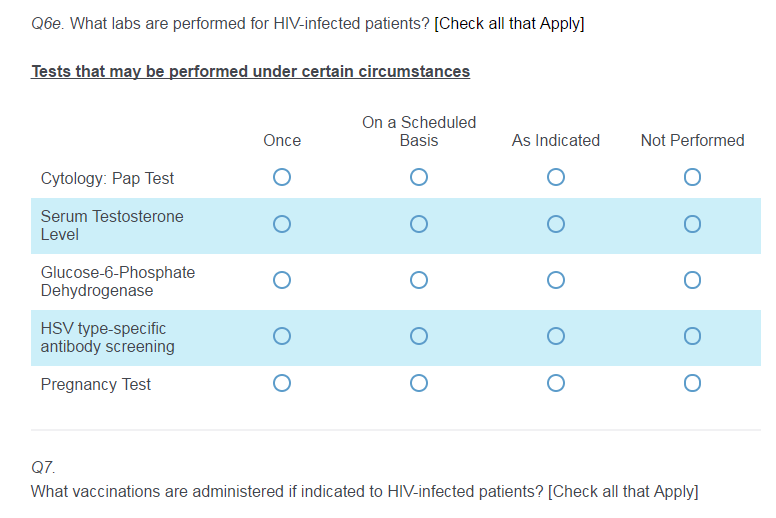 Q6e. What labs are performed for HIV-infected patients? [Check all that Apply]
Tests that may be performed under certain circumstances
Once
On a Scheduled
Basis
As Indicated
Not Performed
Cytology: Pap Test
Serum Testosterone
Level
Glucose-6-Phosphate
Dehydrogenase
HSV type-specific
antibody screening
Pregnancy Test
Q7.
What vaccinations are administered if indicated to HIV-infected patients? [Check all that Apply]